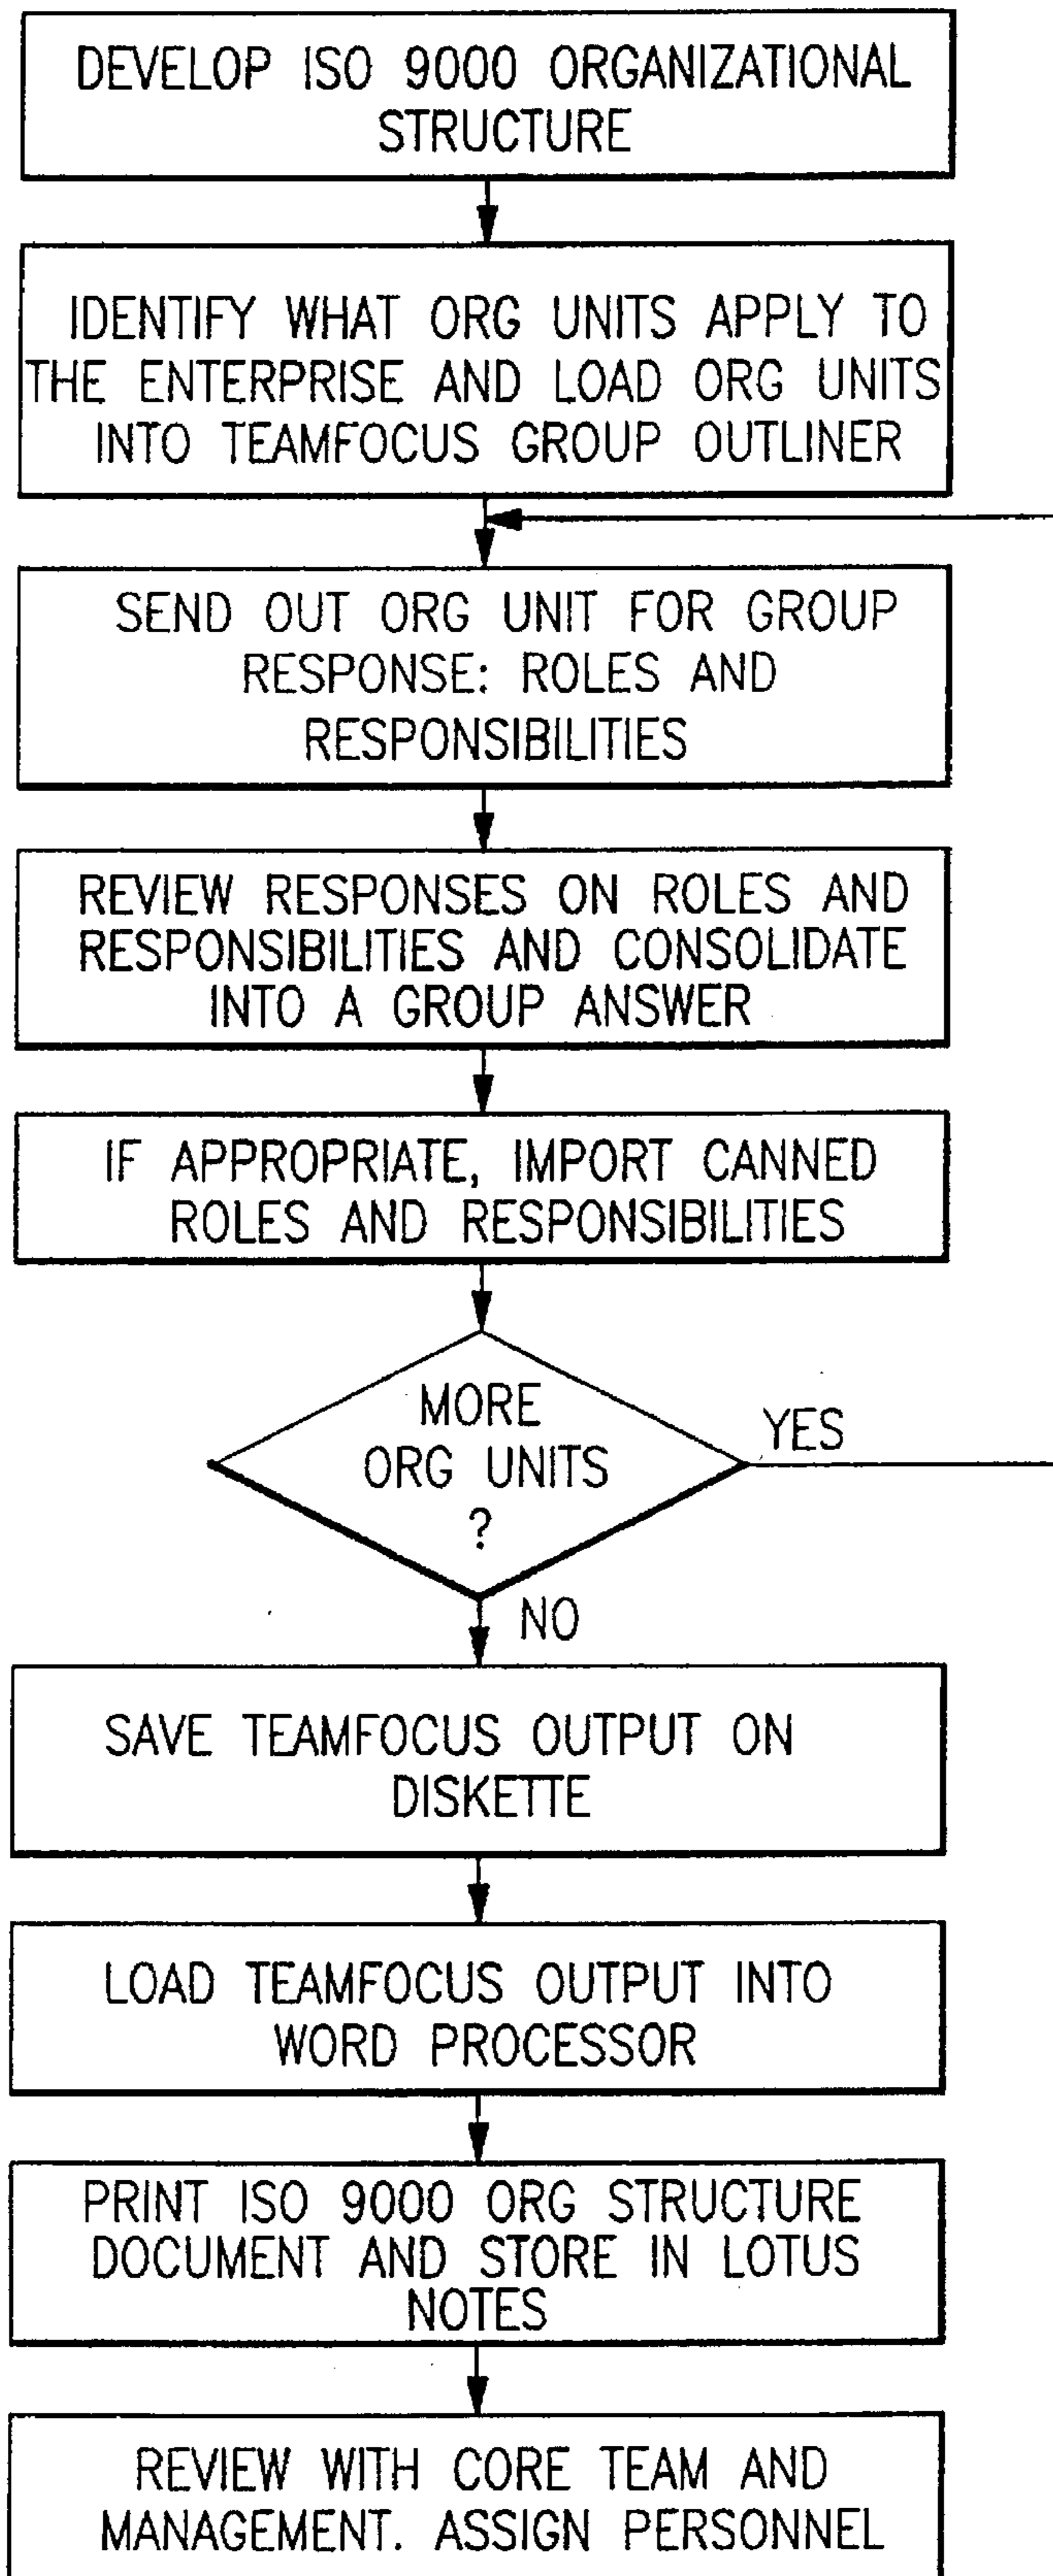 DEVELOP ISO 9000 ORGANIZATIONAL
STRUCTURE
IDENTIFY WHAT ORG UNITS APPLY TO
THE ENTERPRISE AND LOAD ORG UNITS
INTO TEAMFOCUS GROUP OUTLINER
SEND OUT ORG UNIT FOR GROUP
RESPONSE: ROLES AND
RESPONSIBILITIES
REVIEW RESPONSES ON ROLES AND
RESPONSIBILITIES AND CONSOLIDATE
INTO A GROUP ANSWER
IF APPROPRIATE, IMPORT CANNED
ROLES AND RESPONSIBILITIES
MORE
ORG UNITS
?
YES
NO
SAVE TEAMFOCUS OUTPUT ON
DISKETTE
LOAD TEAMFOCUS OUTPUT INTO
WORD PROCESSOR
PRINT ISO 9000 ORG STRUCTURE
DOCUMENT AND STORE IN LOTUS
NOTES
REVIEW WITH CORE TEAM AND
MANAGEMENT. ASSIGN PERSONNEL